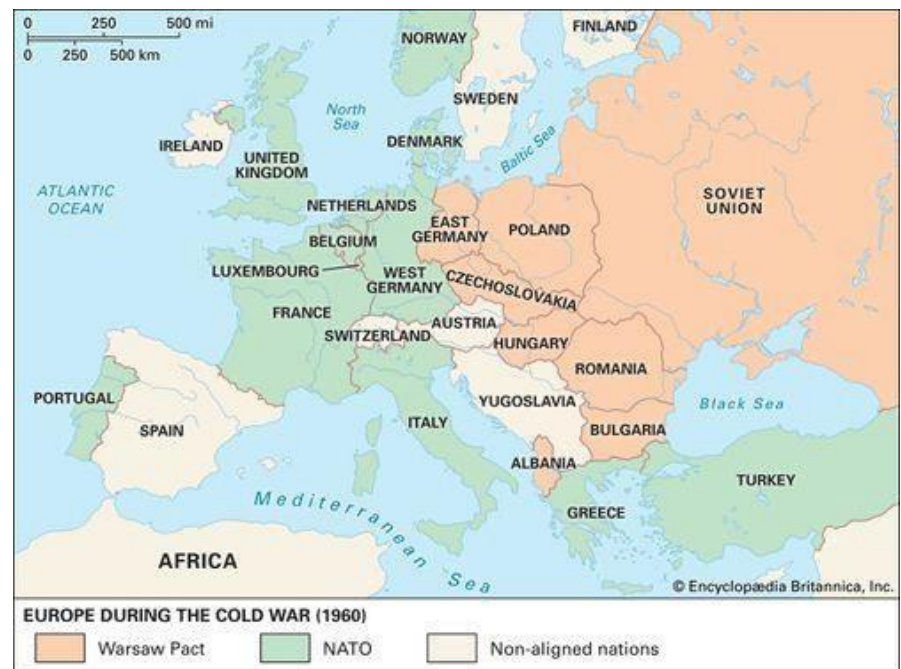 0 250 500 mi
0 250 500 km
NORWAY
FINLAND
SWEDEN
North
Sea
Baltic Sea
IRELAND
UNITED
KINGDOM
DENMARK
ATLANTIC
OCEAN
SOVIET
UNION
NETHERLANDS
EAST
GERMANY
POLAND
BELGIUM
LUXEMBOURG
WEST
GERMANY
CZECHOSLOVAKIA
FRANCE
AUSTRIA
SWITZERLAND
HUNGARY
ROMANIA
PORTUGAL
SPAIN
YUGOSLAVIA
Black Sea
ITALY
BULGARIA
ALBANIA
TURKEY
GREECE
Mediterranean Sea
AFRICA
© Encyclopædia Britannica, Inc.
EUROPE DURING THE COLD WAR (1960)
Warsaw Pact NATO Non-aligned nations